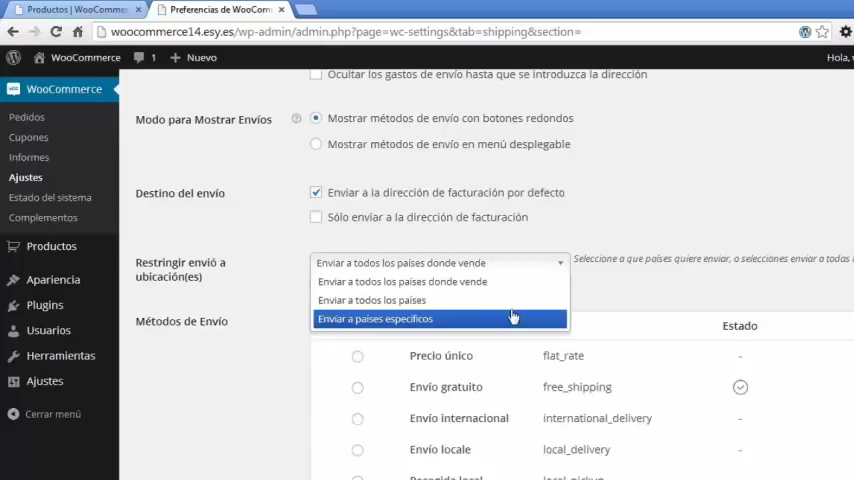 Productos | WooCommerce
Preferencias de WooComm
woocommerce14.esy.es/wp-admin/admin.php?page=wc-settings&tab=shipping&section=
WooCommerce
1
Nuevo
Hola,
WooCommerce
Ocultar los gastos de envío hasta que se introduzca la dirección
Pedidos
Modo para Mostrar Envíos
Mostrar métodos de envío con botones redondos
Cupones
Mostrar métodos de envío en menú desplegable
Informes
Ajustes
Destino del envío
Enviar a la dirección de facturación por defecto
Estado del sistema
Sólo enviar a la dirección de facturación
Complementos
Productos
Restringir envió a
ubicación(es)
Enviar a todos los países donde vende
Seleccione a que países quiere enviar, o selecciones enviar a todas
Enviar a todos los países donde vende
Apariencia
Enviar a todos los países
Plugins
Enviar a países específicos
Métodos de Envío
Estado
Usuarios
Precio único
flat_rate
-
Herramientas
Ajustes
Envío gratuito
free_shipping
Cerrar menú
Envío internacional
international_delivery
-
Envío locale
local_delivery
-
Recogida local
local_pickup